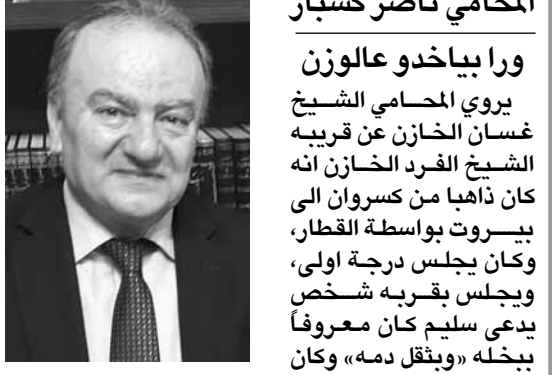 المحامي ناصر كسبار
ورا بياخدو عالوزن
يروي المحامي الشيخ
غسان الخازن عن قريبه
الشيخ الفرد الخازن انه
كان ذاهبا من كسروان الى
بيروت بواسطة القطار،
وكان يجلس درجة اولى،
ويجلس بقربه شخص
يدعى سليم كان معروفاً
ببخله «وبثقل دمه» وكان